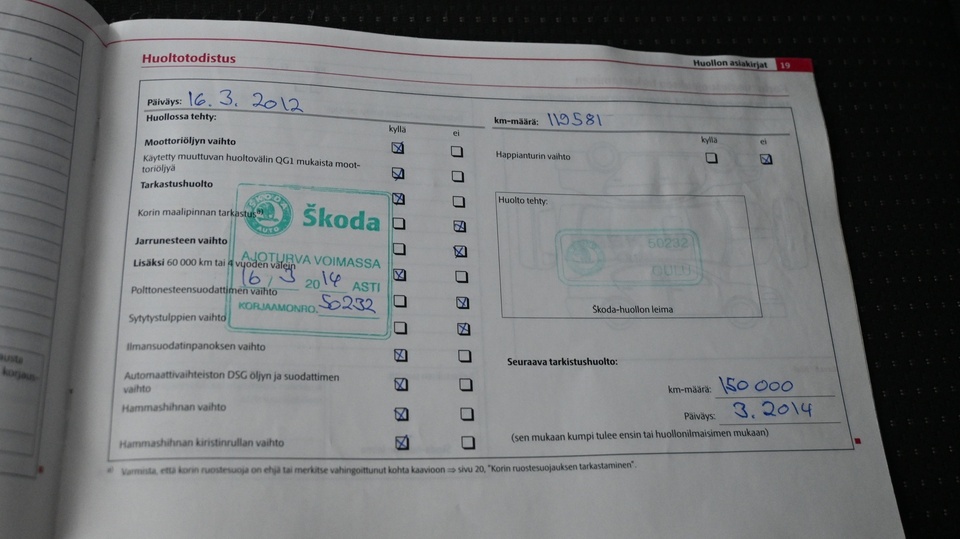 Huoltotodistus
Huollon asiakirjat 19
Päiväys: 16.3. 2012
Huollossa tehty:
kyllä ei
Moottoriöljyn vaihto
Käytetty muuttuvan huoltovälin QG1 mukaista moot-
toriöljyä
Tarkastushuolto
Korin maalipinnan tarkastus a)
Jarrunesteen vaihto
Lisäksi 60 000 km tai 4 vuoden välein
Polttonesteensuodattimen vaihto
Sytytystulppien vaihto
Ilmansuodatinpanoksen vaihto
Automaattivaihteiston DSG öljyn ja suodattimen
vaihto
Hammashihnan vaihto
Hammashihnan kiristinrullan vaihto
ŠKODA
AUTO
Škoda
AJOTURVA VOIMASSA
16 / 3 2014 ASTI
KORJAAMONRO. 50232
km-määrä: 119581
kyllä ei
Happianturin vaihto
Huolto tehty:
50232
OULU
Škoda-huollon leima
Seuraava tarkistushuolto:
km-määrä: 150 000
Päiväys: 3. 2014
(sen mukaan kumpi tulee ensin tai huollonilmaisimen mukaan)
a) Varmista, että korin ruostesuoja on ehjä tai merkitse vahingoittunut kohta kaavioon ⇒ sivu 20, "Korin ruostesuojauksen tarkastaminen".